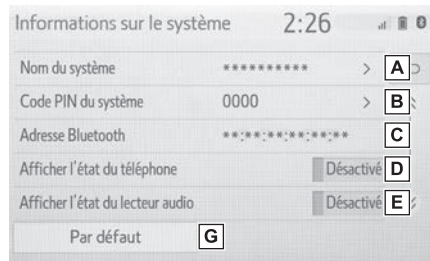 Informations sur le système 2:26
Nom du système ********** > A
Code PIN du système 0000 > B
Adresse Bluetooth **:**:**:**:**:** C
Afficher l'état du téléphone Désactivé D
Afficher l'état du lecteur audio Désactivé E
Par défaut G